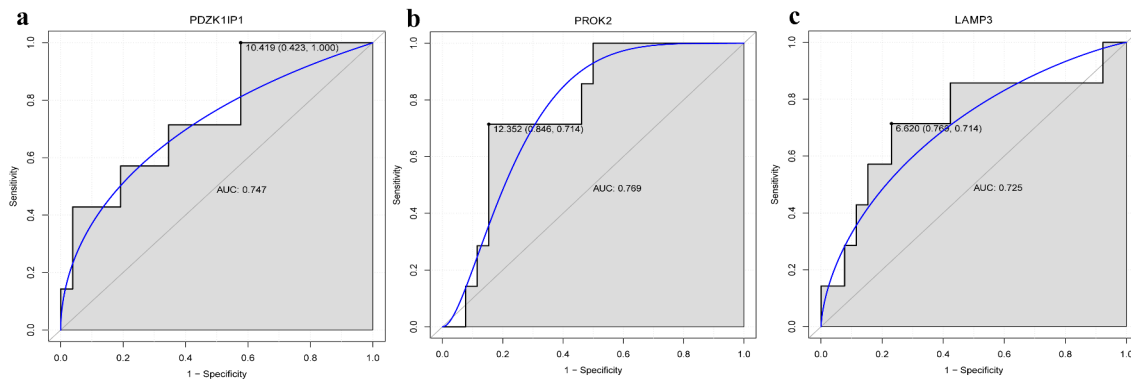 a
PDZK1IP1
1.0
0.8
0.6
0.4
0.2
0.0
Sensitivity
10.419 (0.423, 1.000)
AUC: 0.747
0.0 0.2 0.4 0.6 0.8 1.0
1 − Specificity
b
PROK2
1.0
0.8
0.6
0.4
0.2
0.0
Sensitivity
12.352 (0.846, 0.714)
AUC: 0.769
0.0 0.2 0.4 0.6 0.8 1.0
1 − Specificity
c
LAMP3
1.0
0.8
0.6
0.4
0.2
0.0
Sensitivity
6.620 (0.769, 0.714)
AUC: 0.725
0.0 0.2 0.4 0.6 0.8 1.0
1 − Specificity